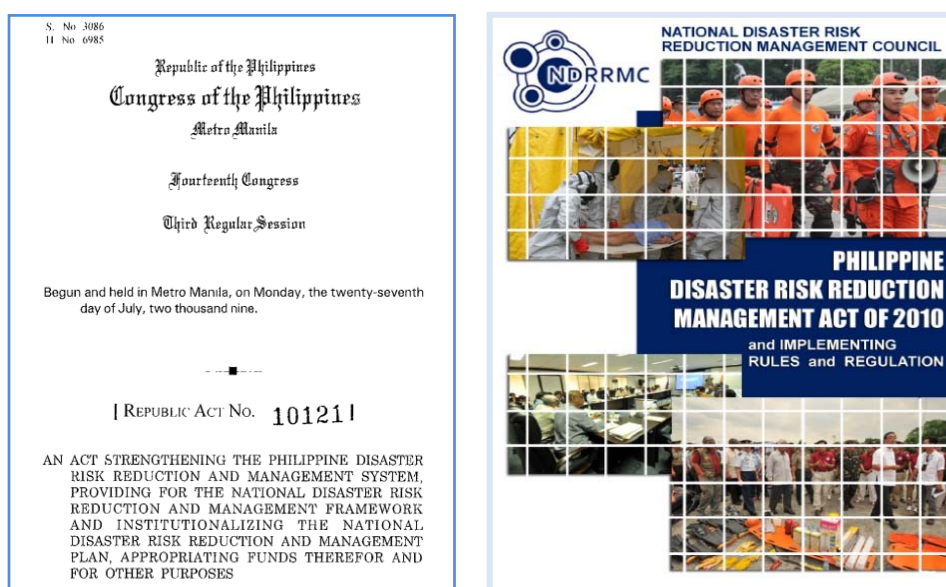 S. No 3086
H No 6985
Republic of the Philippines
Congress of the Philippines
Metro Manila
Fourteenth Congress
Third Regular Session
Begun and held in Metro Manila, on Monday, the twenty-seventh
day of July, two thousand nine.
[ REPUBLIC ACT NO. 10121 ]
AN ACT STRENGTHENING THE PHILIPPINE DISASTER
RISK REDUCTION AND MANAGEMENT SYSTEM,
PROVIDING FOR THE NATIONAL DISASTER RISK
REDUCTION AND MANAGEMENT FRAMEWORK
AND INSTITUTIONALIZING THE NATIONAL
DISASTER RISK REDUCTION AND MANAGEMENT
PLAN, APPROPRIATING FUNDS THEREFOR AND
FOR OTHER PURPOSES
NDRRMC
NATIONAL DISASTER RISK
REDUCTION MANAGEMENT COUNCIL
PHILIPPINE
DISASTER RISK REDUCTION
MANAGEMENT ACT OF 2010
and IMPLEMENTING
RULES and REGULATION